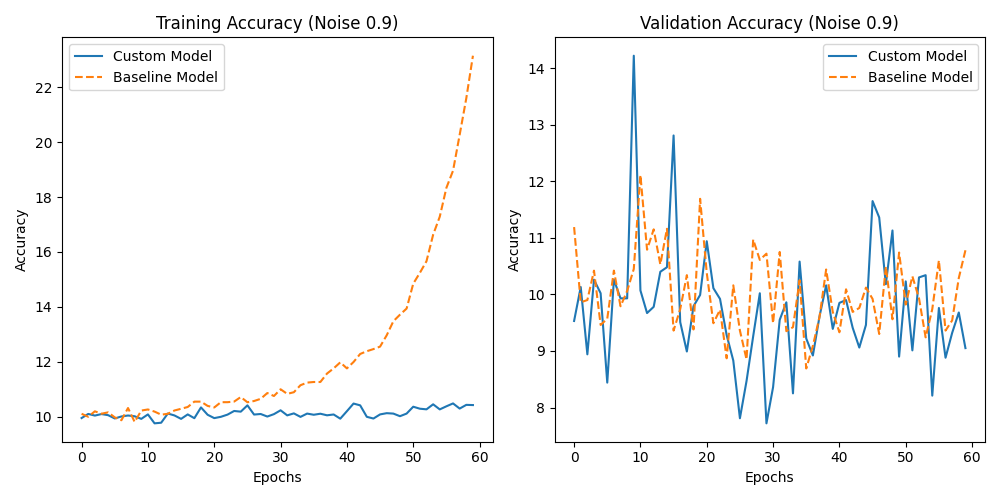 Training Accuracy (Noise 0.9)
Custom Model
Baseline Model
22
20
18
16
14
12
10
Accuracy
0 10 20 30 40 50 60
Epochs
Validation Accuracy (Noise 0.9)
Custom Model
Baseline Model
14
13
12
11
10
9
8
Accuracy
0 10 20 30 40 50 60
Epochs